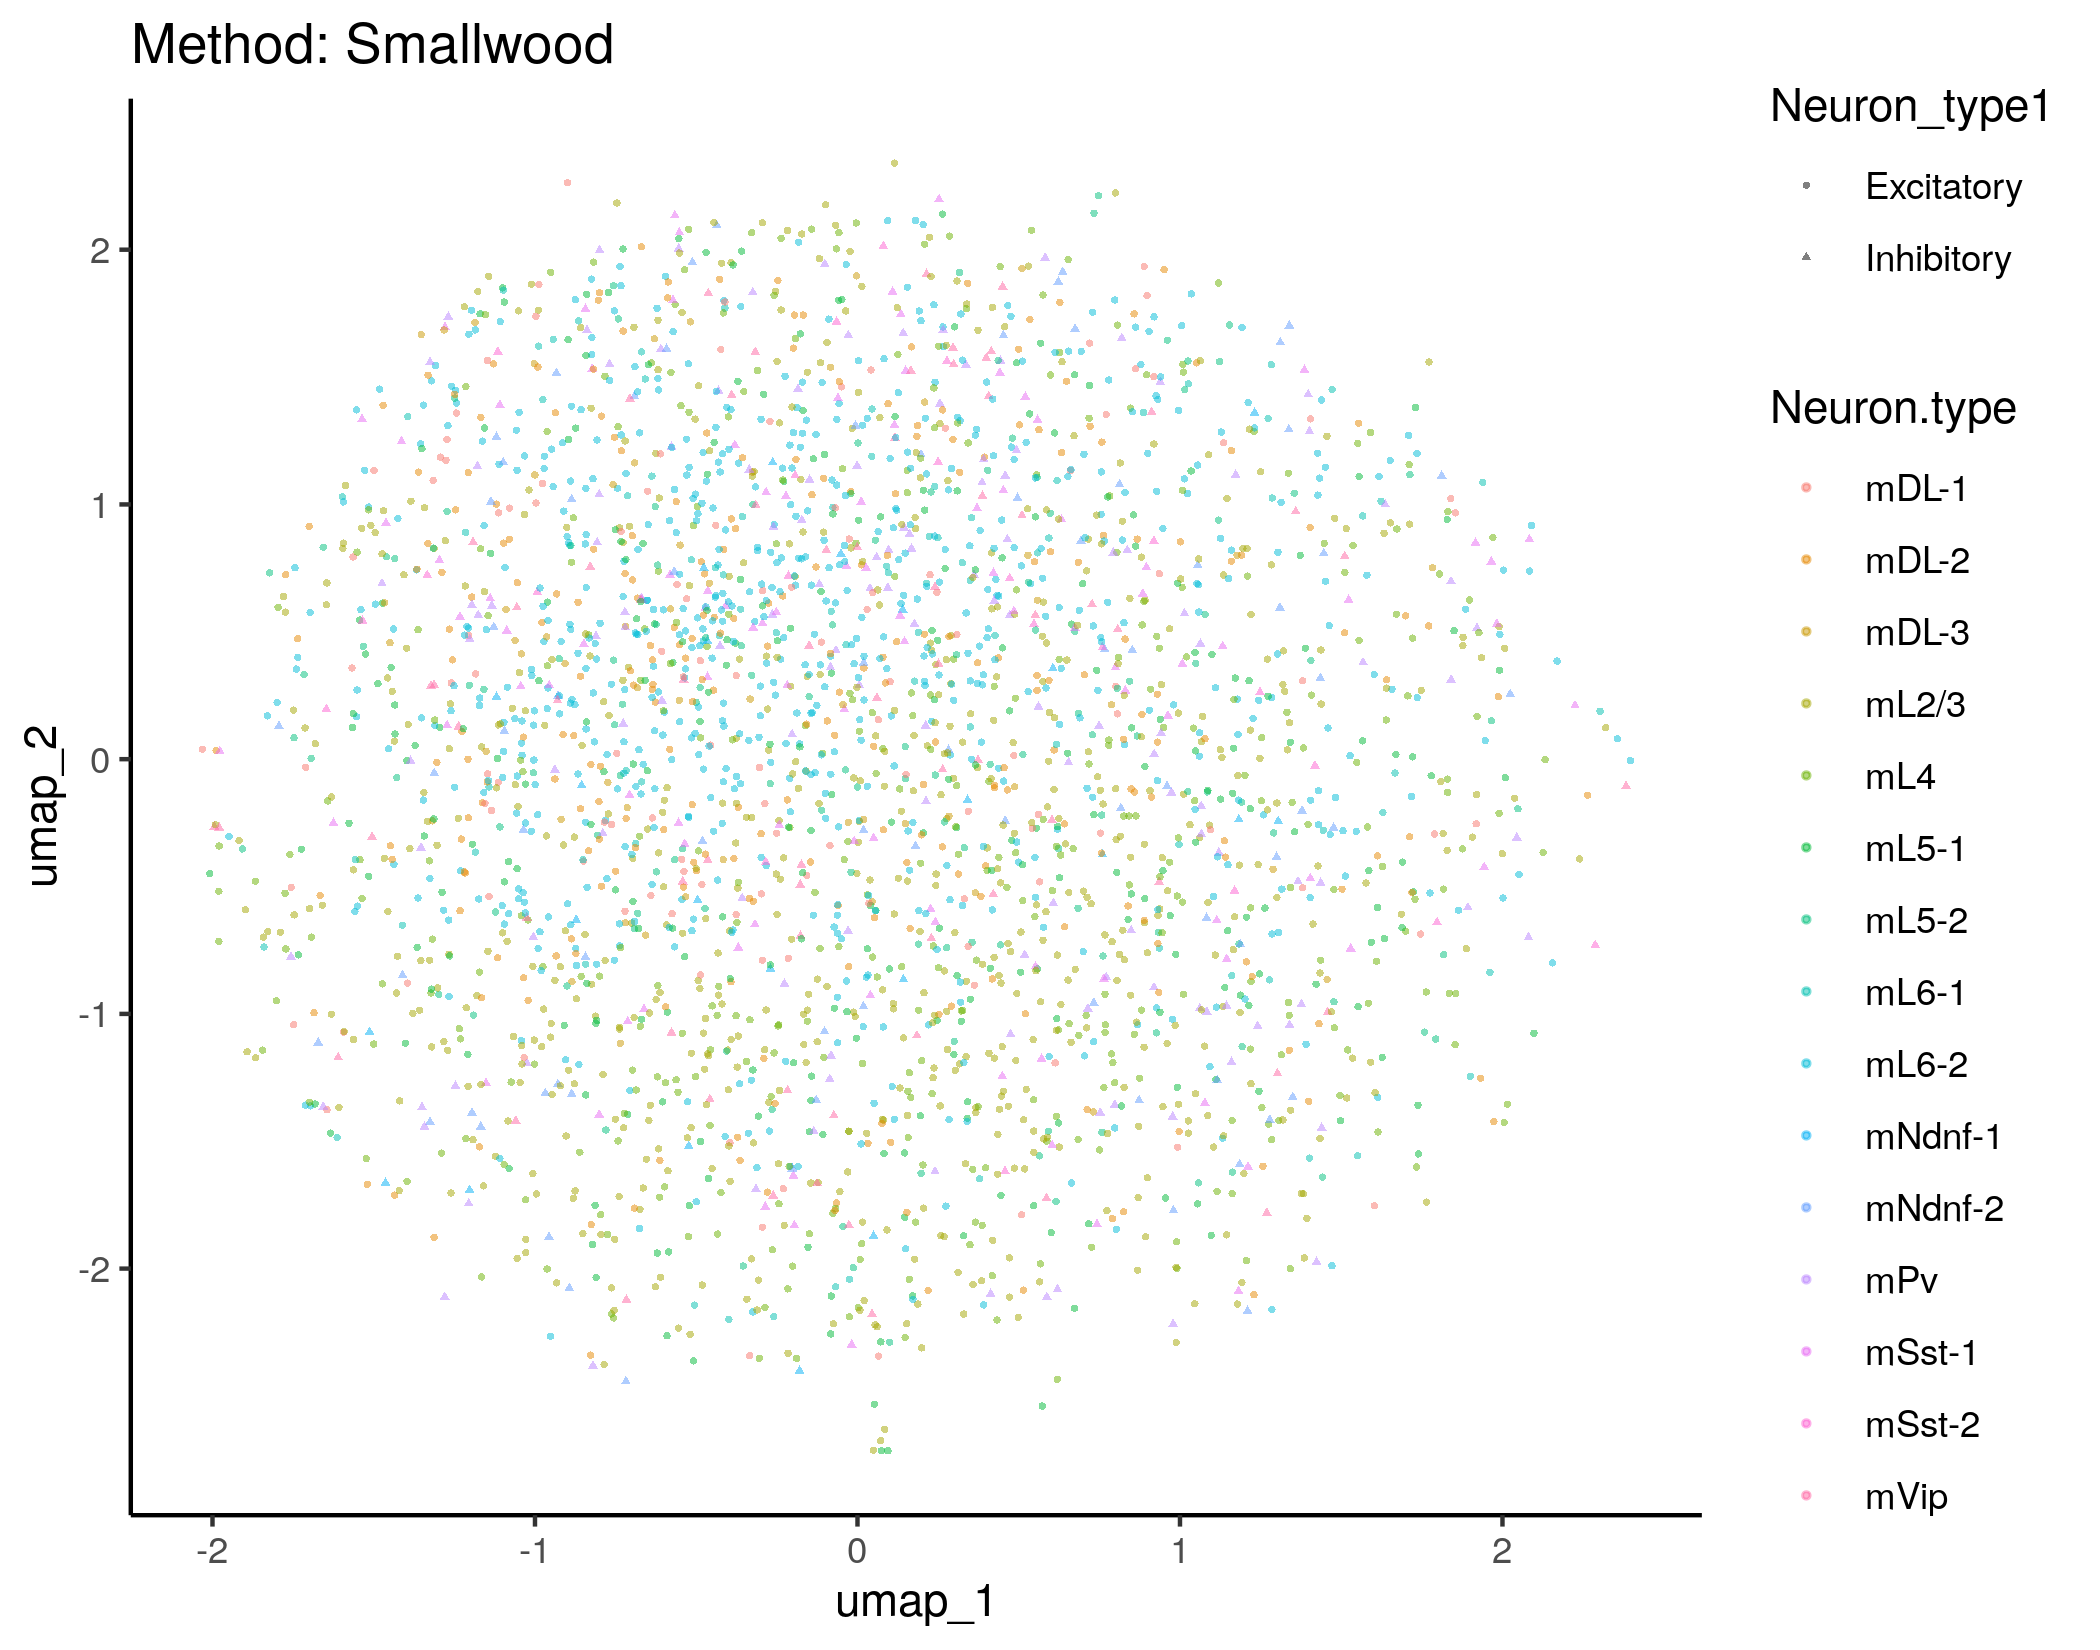 Method: Smallwood
umap_2
2
1
0
-1
-2
-2
-1
0
1
2
umap_1
Neuron_type1
Excitatory
Inhibitory
Neuron.type
mDL-1
mDL-2
mDL-3
mL2/3
mL4
mL5-1
mL5-2
mL6-1
mL6-2
mNdnf-1
mNdnf-2
mPv
mSst-1
mSst-2
mVip